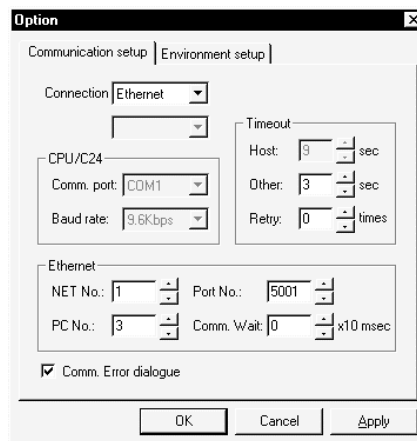 Option
Communication setup
Environment setup
Connection Ethernet
Timeout
Host: 9 sec
Other: 3 sec
Retry: 0 times
CPU/C24
Comm. port: COM1
Baud rate: 9.6Kbps
Ethernet
NET No.: 1 Port No.: 5001
PC No.: 3 Comm. Wait: 0 x10 msec
Comm. Error dialogue
OK Cancel Apply